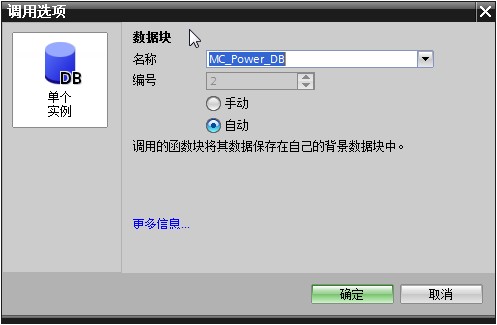 调用选项
DB
单个
实例
数据块
名称
MC_Power_DB
编号
2
手动
自动
调用的函数块将其数据保存在自己的背景数据块中。
更多信息...
确定
取消